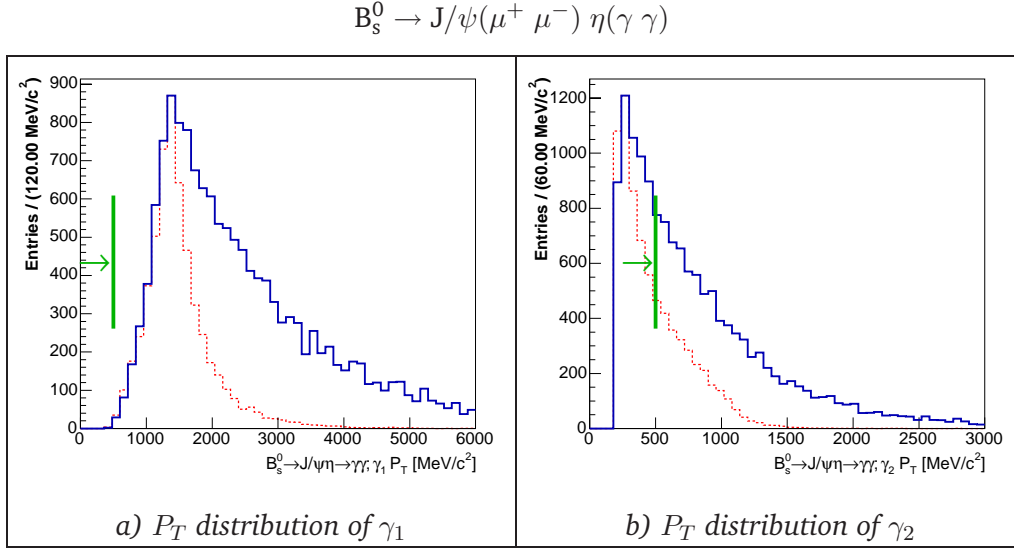 B⁰ₛ → J/ψ(μ⁺ μ⁻) η(γ γ)
Entries / (120.00 MeV/c²)
900
800
700
600
500
400
300
200
100
0
0 1000 2000 3000 4000 5000 6000
B⁰ₛ→J/ψη→γγ; γ₁ P_T [MeV/c²]
a) P_T distribution of γ₁
Entries / (60.00 MeV/c²)
1200
1000
800
600
400
200
0
0 500 1000 1500 2000 2500 3000
B⁰ₛ→J/ψη→γγ; γ₂ P_T [MeV/c²]
b) P_T distribution of γ₂